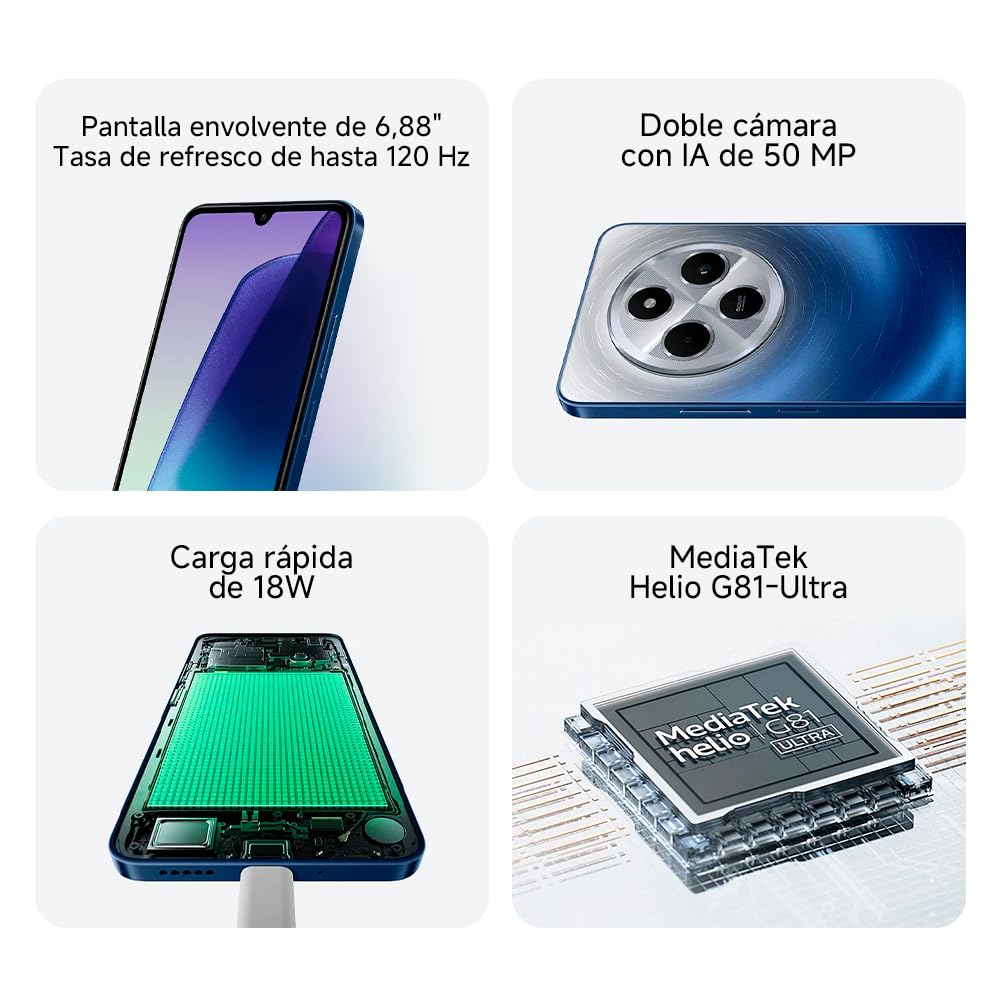 Pantalla envolvente de 6,88"
Tasa de refresco de hasta 120 Hz
Doble cámara
con IA de 50 MP
Carga rápida
de 18W
MediaTek
Helio G81-Ultra
MediaTek
helio G81
ULTRA